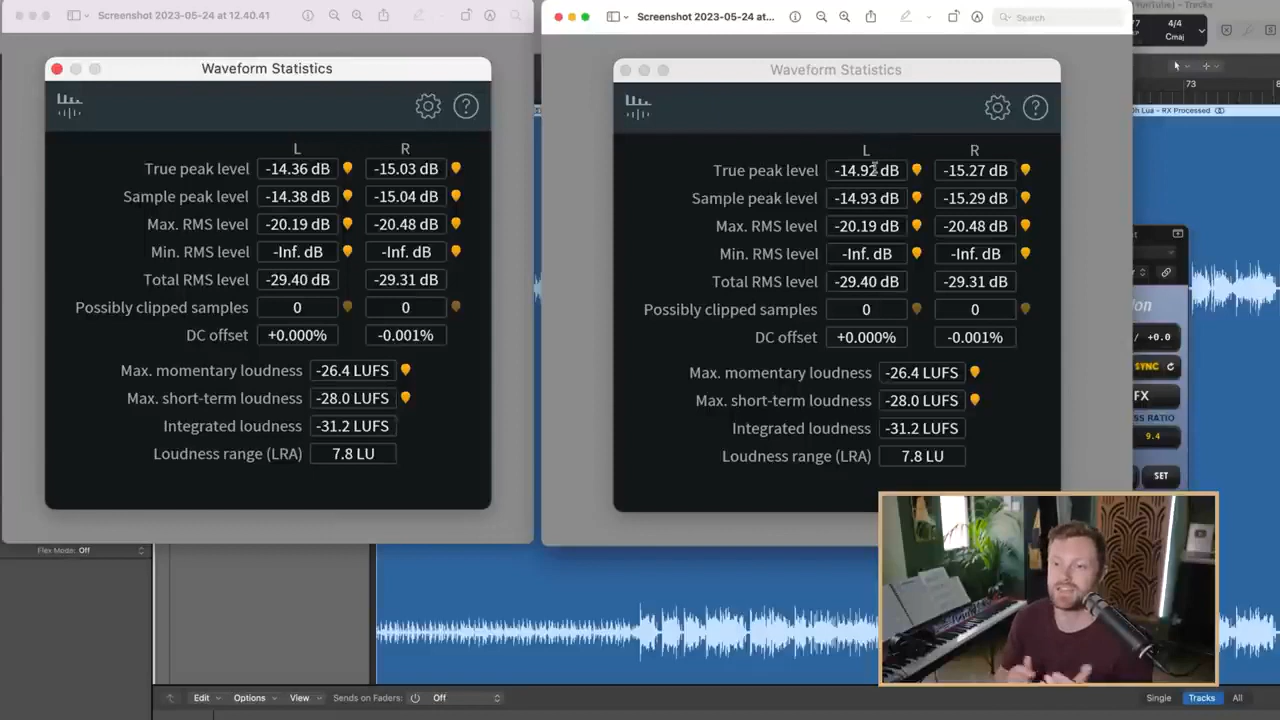 Screenshot 2023-05-24 at 12.40.41
Waveform Statistics
L R
True peak level -14.36 dB -15.03 dB
Sample peak level -14.38 dB -15.04 dB
Max. RMS level -20.19 dB -20.48 dB
Min. RMS level -Inf. dB -Inf. dB
Total RMS level -29.40 dB -29.31 dB
Possibly clipped samples 0 0
DC offset +0.000% -0.001%
Max. momentary loudness -26.4 LUFS
Max. short-term loudness -28.0 LUFS
Integrated loudness -31.2 LUFS
Loudness range (LRA) 7.8 LU
Screenshot 2023-05-24 at...
Search
Waveform Statistics
L R
True peak level -14.92 dB -15.27 dB
Sample peak level -14.93 dB -15.29 dB
Max. RMS level -20.19 dB -20.48 dB
Min. RMS level -Inf. dB -Inf. dB
Total RMS level -29.40 dB -29.31 dB
Possibly clipped samples 0 0
DC offset +0.000% -0.001%
Max. momentary loudness -26.4 LUFS
Max. short-term loudness -28.0 LUFS
Integrated loudness -31.2 LUFS
Loudness range (LRA) 7.8 LU
YouTube) - Tracks
4/4
Cmaj
73
- RX Processed
+0.0
SYNC
FX
RATIO
9.4
SET
Flex Mode: Off
Edit Options View Sends on Faders: Off
Single Tracks All